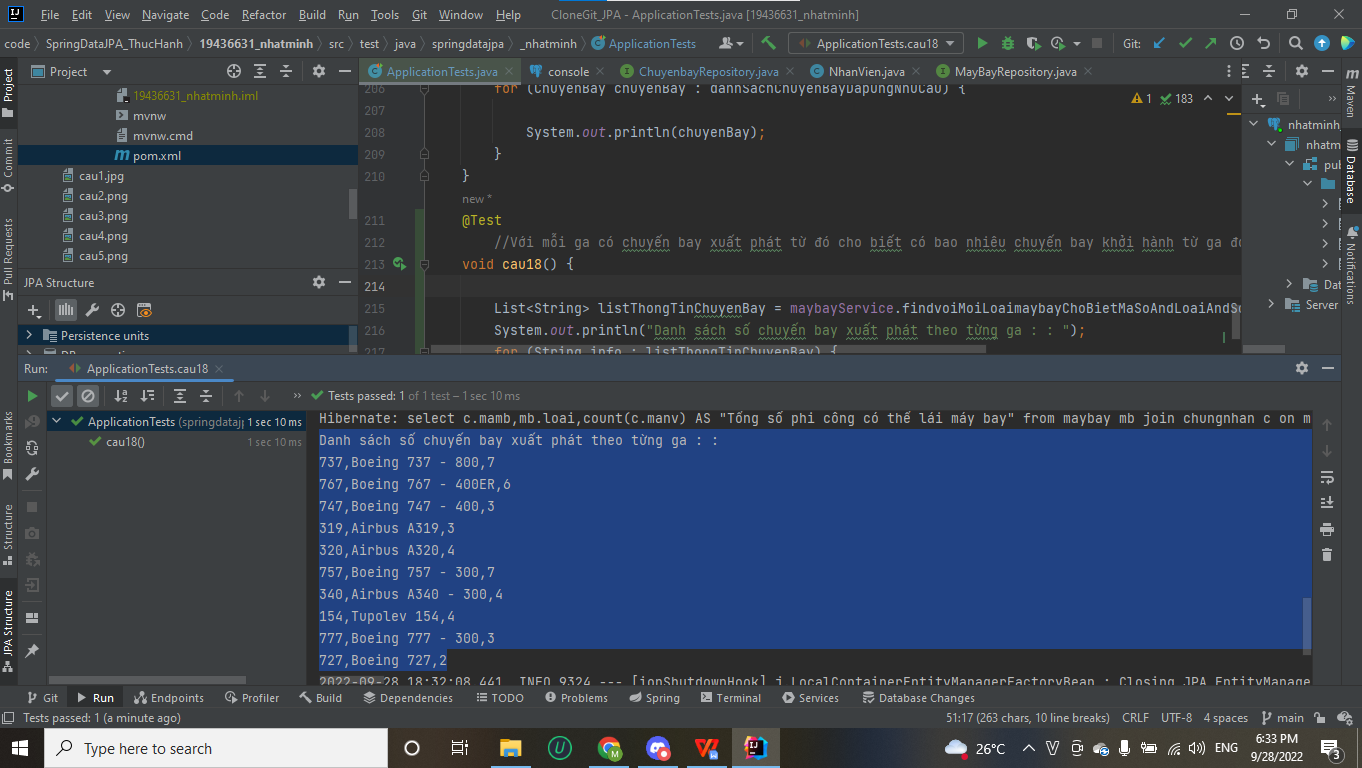 File Edit View Navigate Code Refactor Build Run Tools Git Window Help CloneGit_JPA - ApplicationTests.java [19436631_nhatminh]
code SpringDataJPA_ThucHanh 19436631_nhatminh src test java springdatajpa _nhatminh ApplicationTests ApplicationTests.cau18 Git:
Project
ApplicationTests.java console ChuyenbayRepository.java NhanVien.java MayBayRepository.java
19436631_nhatminh.iml
mvnw
mvnw.cmd
pom.xml
cau1.jpg
cau2.png
cau3.png
cau4.png
cau5.png
JPA Structure
Persistence units
206 for (ChuyenBay chuyenBay : danhSachChuyenBayDapUngNhuCau) {
1 183
207
208 System.out.println(chuyenBay);
209 }
210 }
new *
211 @Test
212 //Với mỗi ga có chuyến bay xuất phát từ đó cho biết có bao nhiêu chuyến bay khởi hành từ ga đó
213 void cau18() {
214
215 List<String> listThongTinChuyenBay = maybayService.findvoiMoiLoaimaybayChoBietMaSoAndLoaiAndSo
216 System.out.println("Danh sách số chuyến bay xuất phát theo từng ga : : ");
217 for (String info : listThongTinChuyenBay) {
nhatminh_
nhatm
pub
Dat
Server
Project
Commit
Pull Requests
Bookmarks
Structure
JPA Structure
Maven
Database
Notifications
Run: ApplicationTests.cau18
Tests passed: 1 of 1 test – 1 sec 10 ms
ApplicationTests (springdatajp 1 sec 10 ms
cau18() 1 sec 10 ms
Hibernate: select c.mamb,mb.loai,count(c.manv) AS "Tổng số phi công có thể lái máy bay" from maybay mb join chungnhan c on m
Danh sách số chuyến bay xuất phát theo từng ga : :
737,Boeing 737 - 800,7
767,Boeing 767 - 400ER,6
747,Boeing 747 - 400,3
319,Airbus A319,3
320,Airbus A320,4
757,Boeing 757 - 300,7
340,Airbus A340 - 300,4
154,Tupolev 154,4
777,Boeing 777 - 300,3
727,Boeing 727,2
2022-09-28 18:32:08.441 INFO 9324 --- [ionShutdownHook] j.LocalContainerEntityManagerFactoryBean : Closing JPA EntityManage
Git Run Endpoints Profiler Build Dependencies TODO Problems Spring Terminal Services Database Changes
Tests passed: 1 (a minute ago) 51:17 (263 chars, 10 line breaks) CRLF UTF-8 4 spaces main
Type here to search
26°C ENG
6:33 PM
9/28/2022
3